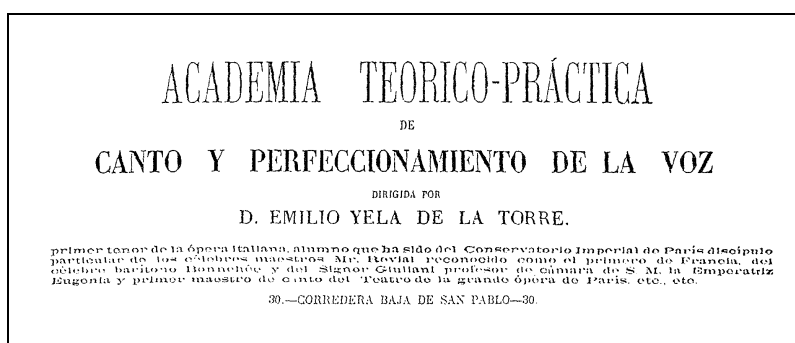 ACADEMIA TEORICO-PRÁCTICA
DE
CANTO Y PERFECCIONAMIENTO DE LA VOZ
DIRIGIDA POR
D. EMILIO YELA DE LA TORRE.
primer tenor de la ópera italiana, alumno que ha sido del Conservatorio Imperial de Paris discípulo
particular de los célebres maestros Mr. Revial reconocido como el primero de Francia, del
célebre baritono Bonnehée y del Signor Giuliani profesor de cámara de S M. la Emperatriz
Eugenia y primer maestro de canto del Teatro de la grande ópera de Paris, etc., etc.
30.—CORREDERA BAJA DE SAN PABLO—30.